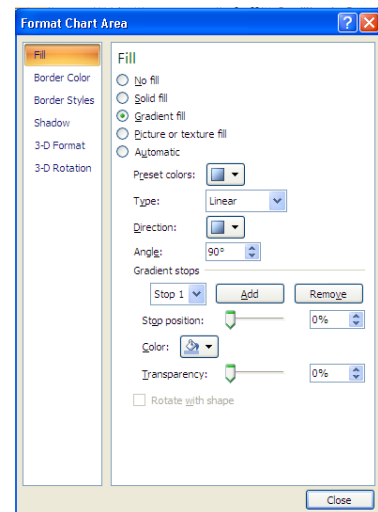 Format Chart Area
Fill
Border Color
Border Styles
Shadow
3-D Format
3-D Rotation
Fill
No fill
Solid fill
Gradient fill
Picture or texture fill
Automatic
Preset colors:
Type: Linear
Direction:
Angle: 90°
Gradient stops
Stop 1 Add Remove
Stop position: 0%
Color:
Transparency: 0%
Rotate with shape
Close